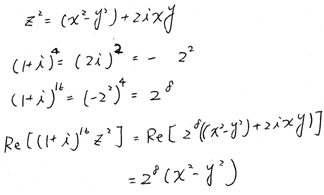 z² = (x²-y²) + 2ixy
(1+i)⁴ = (2i)² = - 2²
(1+i)¹⁶ = (-2²)⁴ = 2⁸
Re[(1+i)¹⁶ z²] = Re[2⁸((x²-y²) + 2ixy)]
= 2⁸(x²-y²)